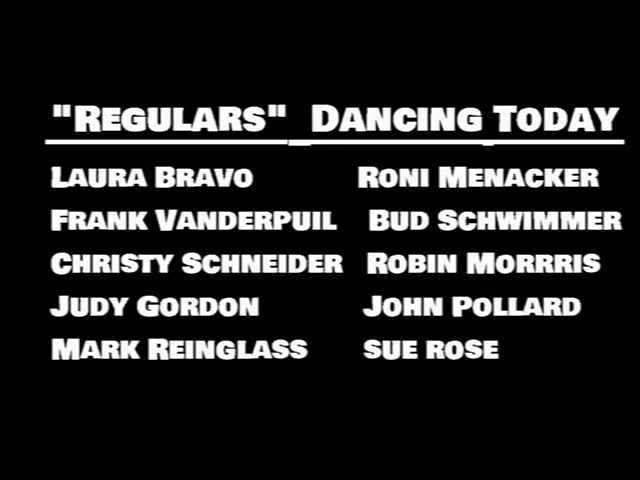 "REGULARS" DANCING TODAY
LAURA BRAVO RONI MENACKER
FRANK VANDERPUIL BUD SCHWIMMER
CHRISTY SCHNEIDER ROBIN MORRRIS
JUDY GORDON JOHN POLLARD
MARK REINGLASS SUE ROSE